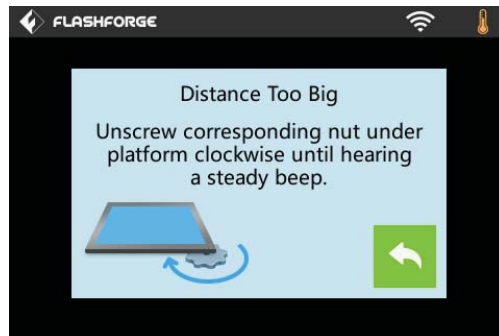 FLASHFORGE
Distance Too Big
Unscrew corresponding nut under
platform clockwise until hearing
a steady beep.